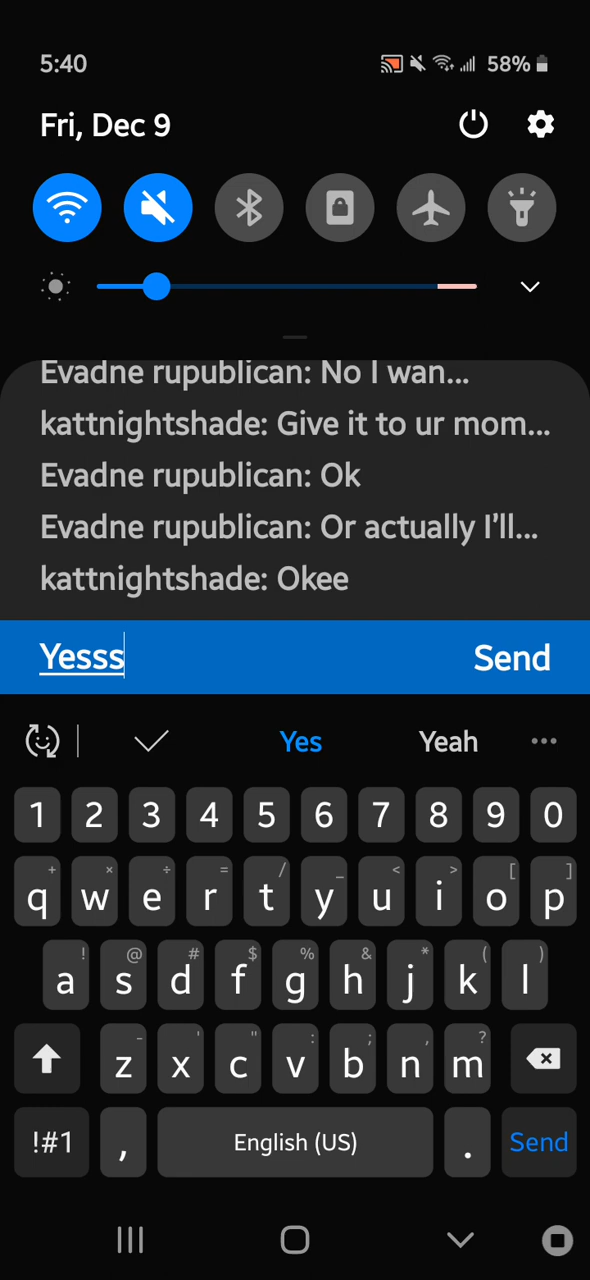 5:40 58%
Fri, Dec 9
Evadne rupublican: No I wan...
kattnightshade: Give it to ur mom...
Evadne rupublican: Ok
Evadne rupublican: Or actually I'll...
kattnightshade: Okee
Yesss Send
Yes Yeah ...
1 2 3 4 5 6 7 8 9 0
+ × ÷ = / _ < > [ ]
q w e r t y u i o p
! @ # $ % & * ( )
a s d f g h j k l
- ' " : ; , ?
z x c v b n m
!#1 , English (US) . Send